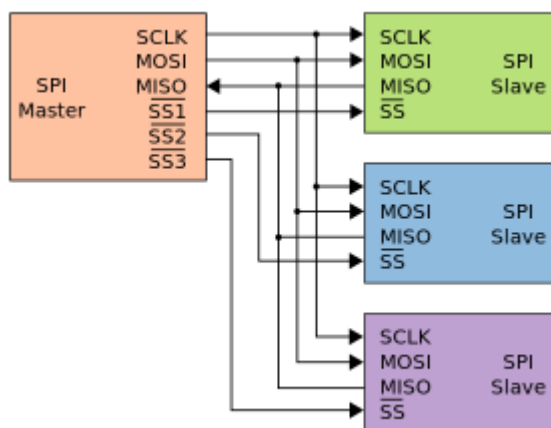 SCLK
MOSI
MISO
SS1
SS2
SS3
SPI
Master
SCLK
MOSI
MISO
SS
SPI
Slave
SCLK
MOSI
MISO
SS
SPI
Slave
SCLK
MOSI
MISO
SS
SPI
Slave